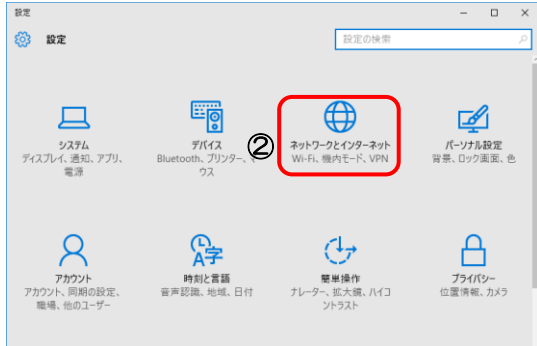 設定
設定
設定の検索
システム
ディスプレイ、通知、アプリ、
電源
デバイス
Bluetooth、プリンター、マ
ウス
②
ネットワークとインターネット
Wi-Fi、機内モード、VPN
パーソナル設定
背景、ロック画面、色
アカウント
アカウント、同期の設定、
職場、他のユーザー
時刻と言語
音声認識、地域、日付
簡単操作
ナレーター、拡大鏡、ハイコ
ントラスト
プライバシー
位置情報、カメラ